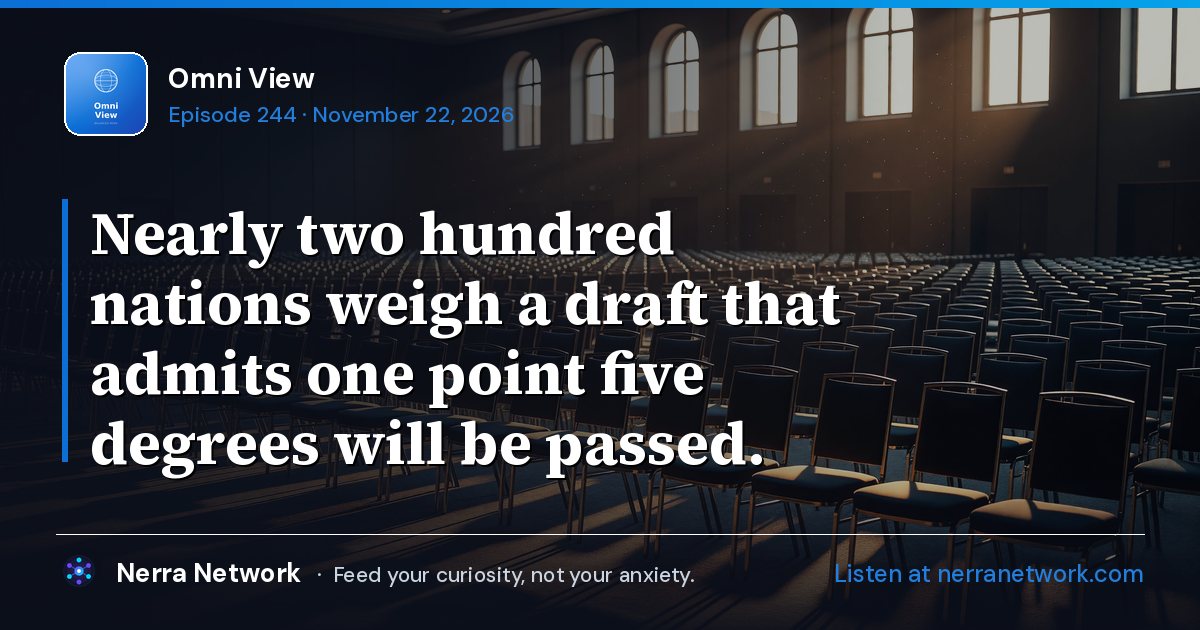 Omni
View
Omni View
Episode 244 · November 22, 2026
Nearly two hundred
nations weigh a draft that
admits one point five
degrees will be passed.
Nerra Network · Feed your curiosity, not your anxiety.
Listen at nerranetwork.com